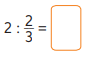 2 : 2/3 =